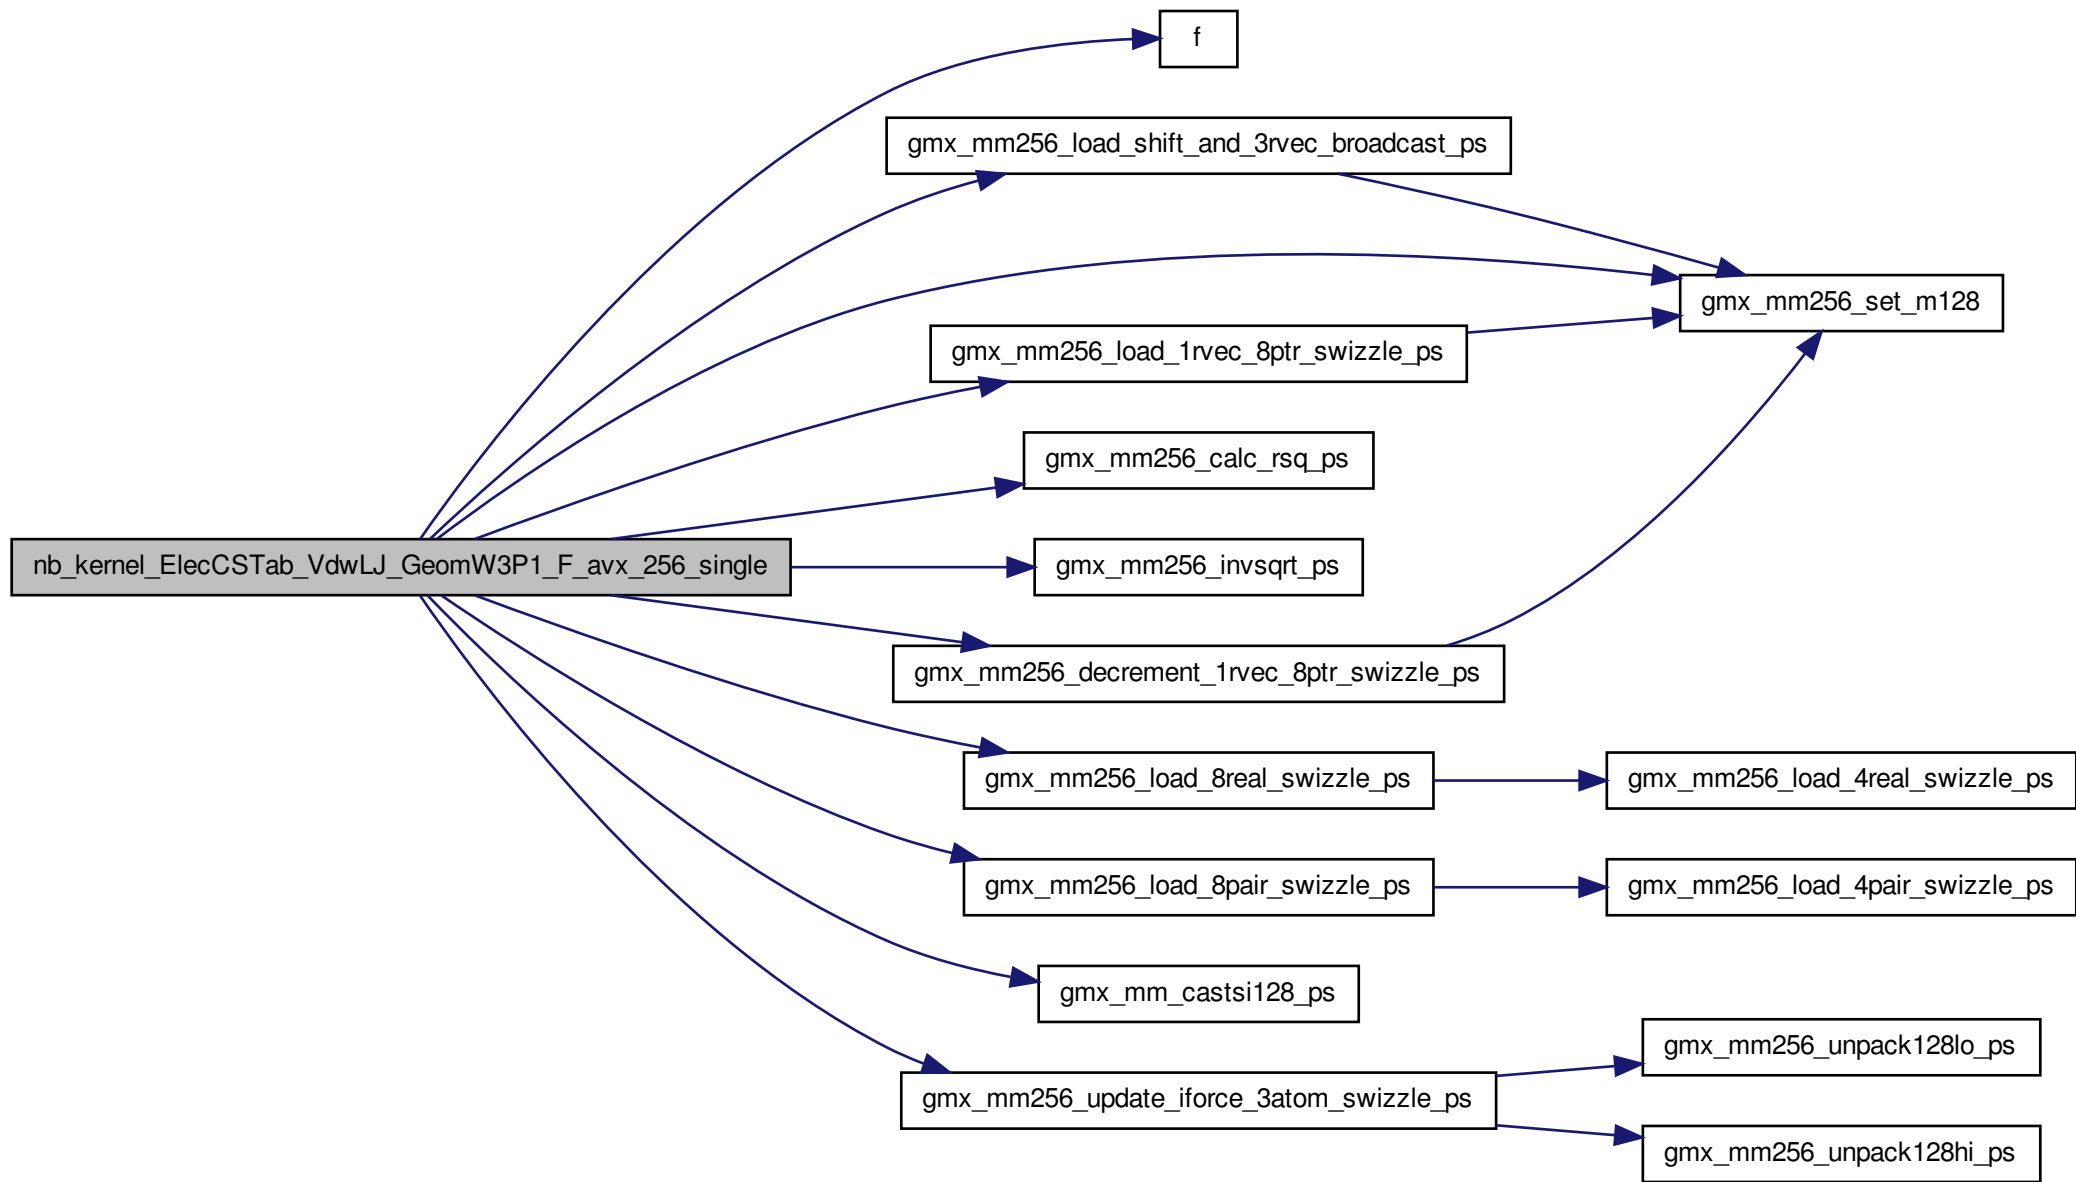 f
gmx_mm256_load_shift_and_3rvec_broadcast_ps
gmx_mm256_set_m128
gmx_mm256_load_1rvec_8ptr_swizzle_ps
gmx_mm256_calc_rsq_ps
nb_kernel_ElecCSTab_VdwLJ_GeomW3P1_F_avx_256_single
gmx_mm256_invsqrt_ps
gmx_mm256_decrement_1rvec_8ptr_swizzle_ps
gmx_mm256_load_8real_swizzle_ps
gmx_mm256_load_4real_swizzle_ps
gmx_mm256_load_8pair_swizzle_ps
gmx_mm256_load_4pair_swizzle_ps
gmx_mm_castsi128_ps
gmx_mm256_unpack128lo_ps
gmx_mm256_update_iforce_3atom_swizzle_ps
gmx_mm256_unpack128hi_ps